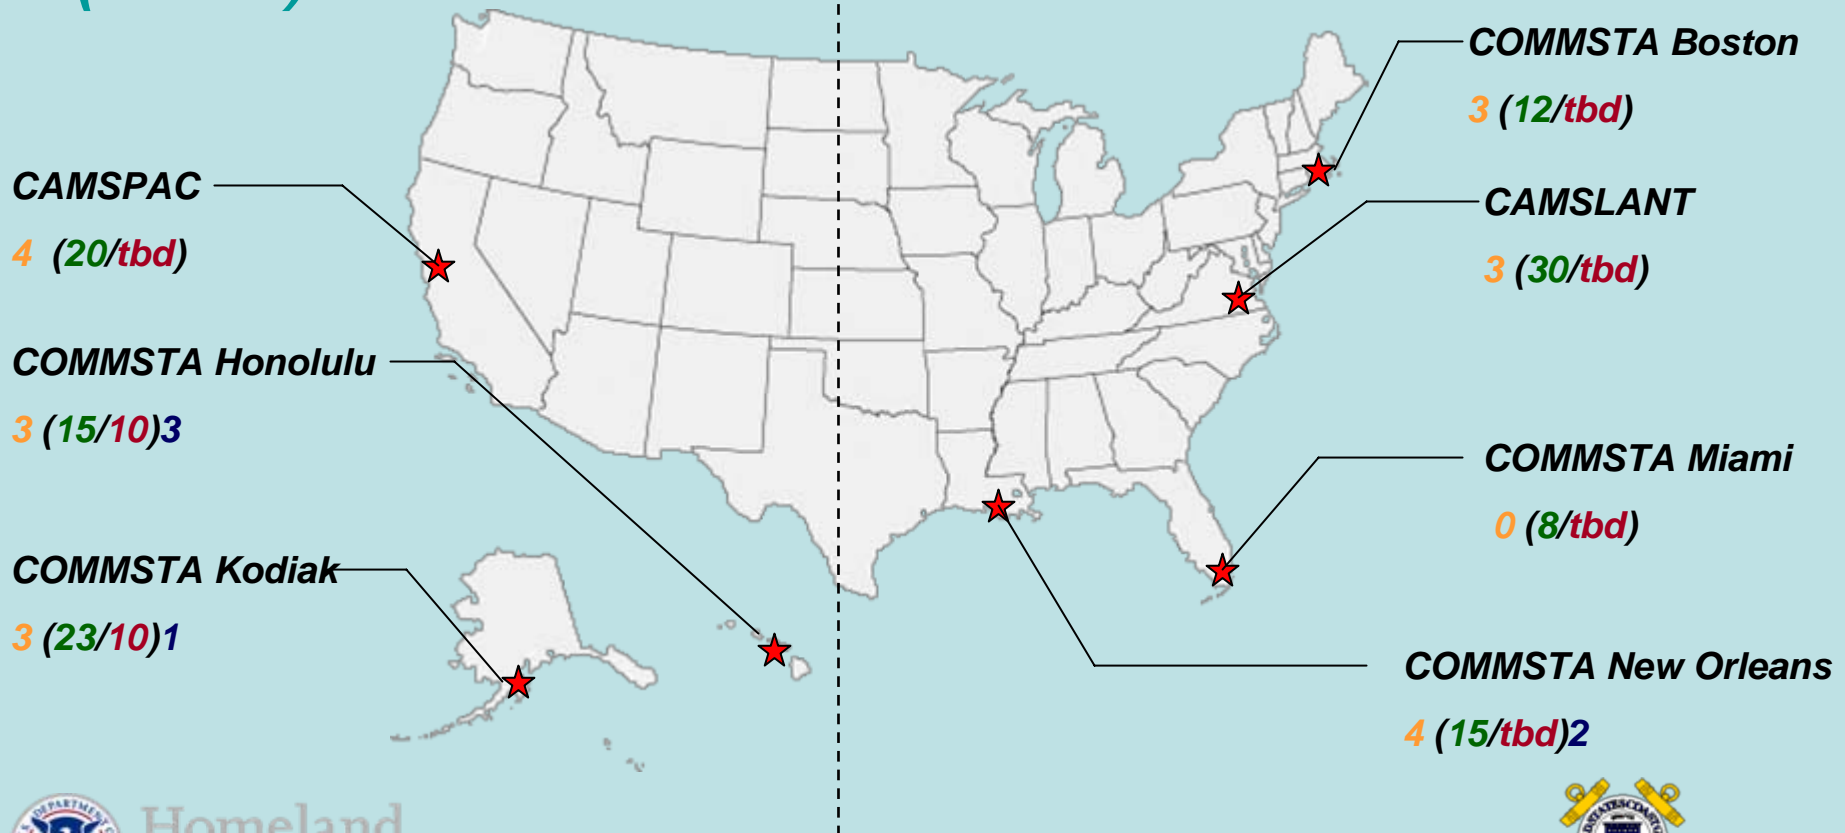 CAMSPAC
4 (20/tbd)
COMMSTA Honolulu
3 (15/10)3
COMMSTA Kodiak
3 (23/10)1
COMMSTA Boston
3 (12/tbd)
CAMSLANT
3 (30/tbd)
COMMSTA Miami
0 (8/tbd)
COMMSTA New Orleans
4 (15/tbd)2
Homeland